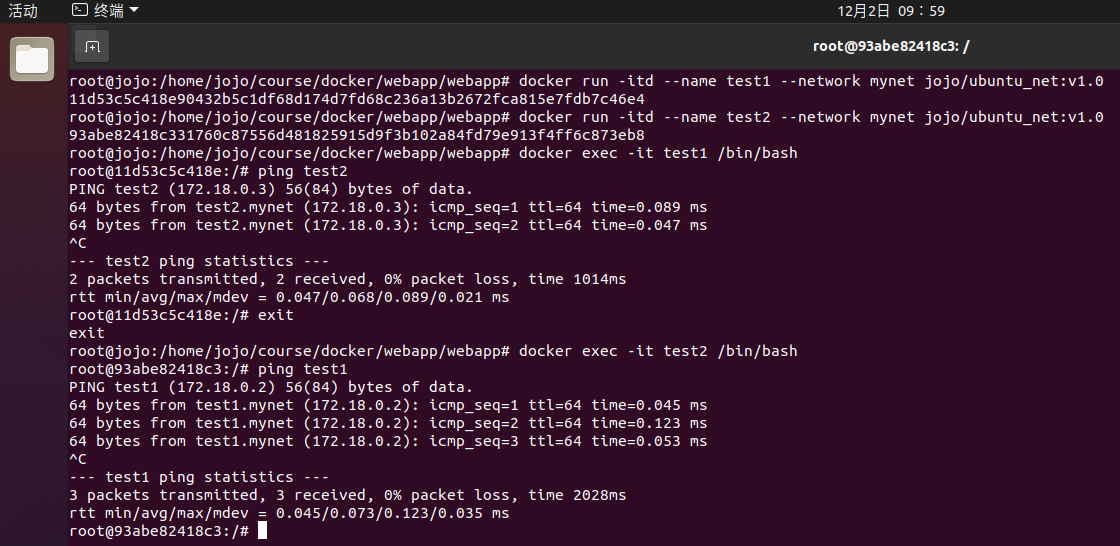 活动
终端
12月2日 09：59
root@93abe82418c3: /
root@jojo:/home/jojo/course/docker/webapp/webapp# docker run -itd --name test1 --network mynet jojo/ubuntu_net:v1.0
11d53c5c418e90432b5c1df68d174d7fd68c236a13b2672fca815e7fdb7c46e4
root@jojo:/home/jojo/course/docker/webapp/webapp# docker run -itd --name test2 --network mynet jojo/ubuntu_net:v1.0
93abe82418c331760c87556d481825915d9f3b102a84fd79e913f4ff6c873eb8
root@jojo:/home/jojo/course/docker/webapp/webapp# docker exec -it test1 /bin/bash
root@11d53c5c418e:/# ping test2
PING test2 (172.18.0.3) 56(84) bytes of data.
64 bytes from test2.mynet (172.18.0.3): icmp_seq=1 ttl=64 time=0.089 ms
64 bytes from test2.mynet (172.18.0.3): icmp_seq=2 ttl=64 time=0.047 ms
^C
--- test2 ping statistics ---
2 packets transmitted, 2 received, 0% packet loss, time 1014ms
rtt min/avg/max/mdev = 0.047/0.068/0.089/0.021 ms
root@11d53c5c418e:/# exit
exit
root@jojo:/home/jojo/course/docker/webapp/webapp# docker exec -it test2 /bin/bash
root@93abe82418c3:/# ping test1
PING test1 (172.18.0.2) 56(84) bytes of data.
64 bytes from test1.mynet (172.18.0.2): icmp_seq=1 ttl=64 time=0.045 ms
64 bytes from test1.mynet (172.18.0.2): icmp_seq=2 ttl=64 time=0.123 ms
64 bytes from test1.mynet (172.18.0.2): icmp_seq=3 ttl=64 time=0.053 ms
^C
--- test1 ping statistics ---
3 packets transmitted, 3 received, 0% packet loss, time 2028ms
rtt min/avg/max/mdev = 0.045/0.073/0.123/0.035 ms
root@93abe82418c3:/#